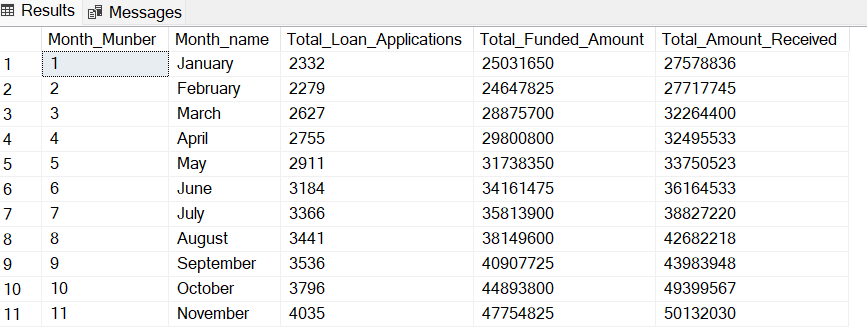 Results Messages
Month_Munber Month_name Total_Loan_Applications Total_Funded_Amount Total_Amount_Received
1 1 January 2332 25031650 27578836
2 2 February 2279 24647825 27717745
3 3 March 2627 28875700 32264400
4 4 April 2755 29800800 32495533
5 5 May 2911 31738350 33750523
6 6 June 3184 34161475 36164533
7 7 July 3366 35813900 38827220
8 8 August 3441 38149600 42682218
9 9 September 3536 40907725 43983948
10 10 October 3796 44893800 49399567
11 11 November 4035 47754825 50132030